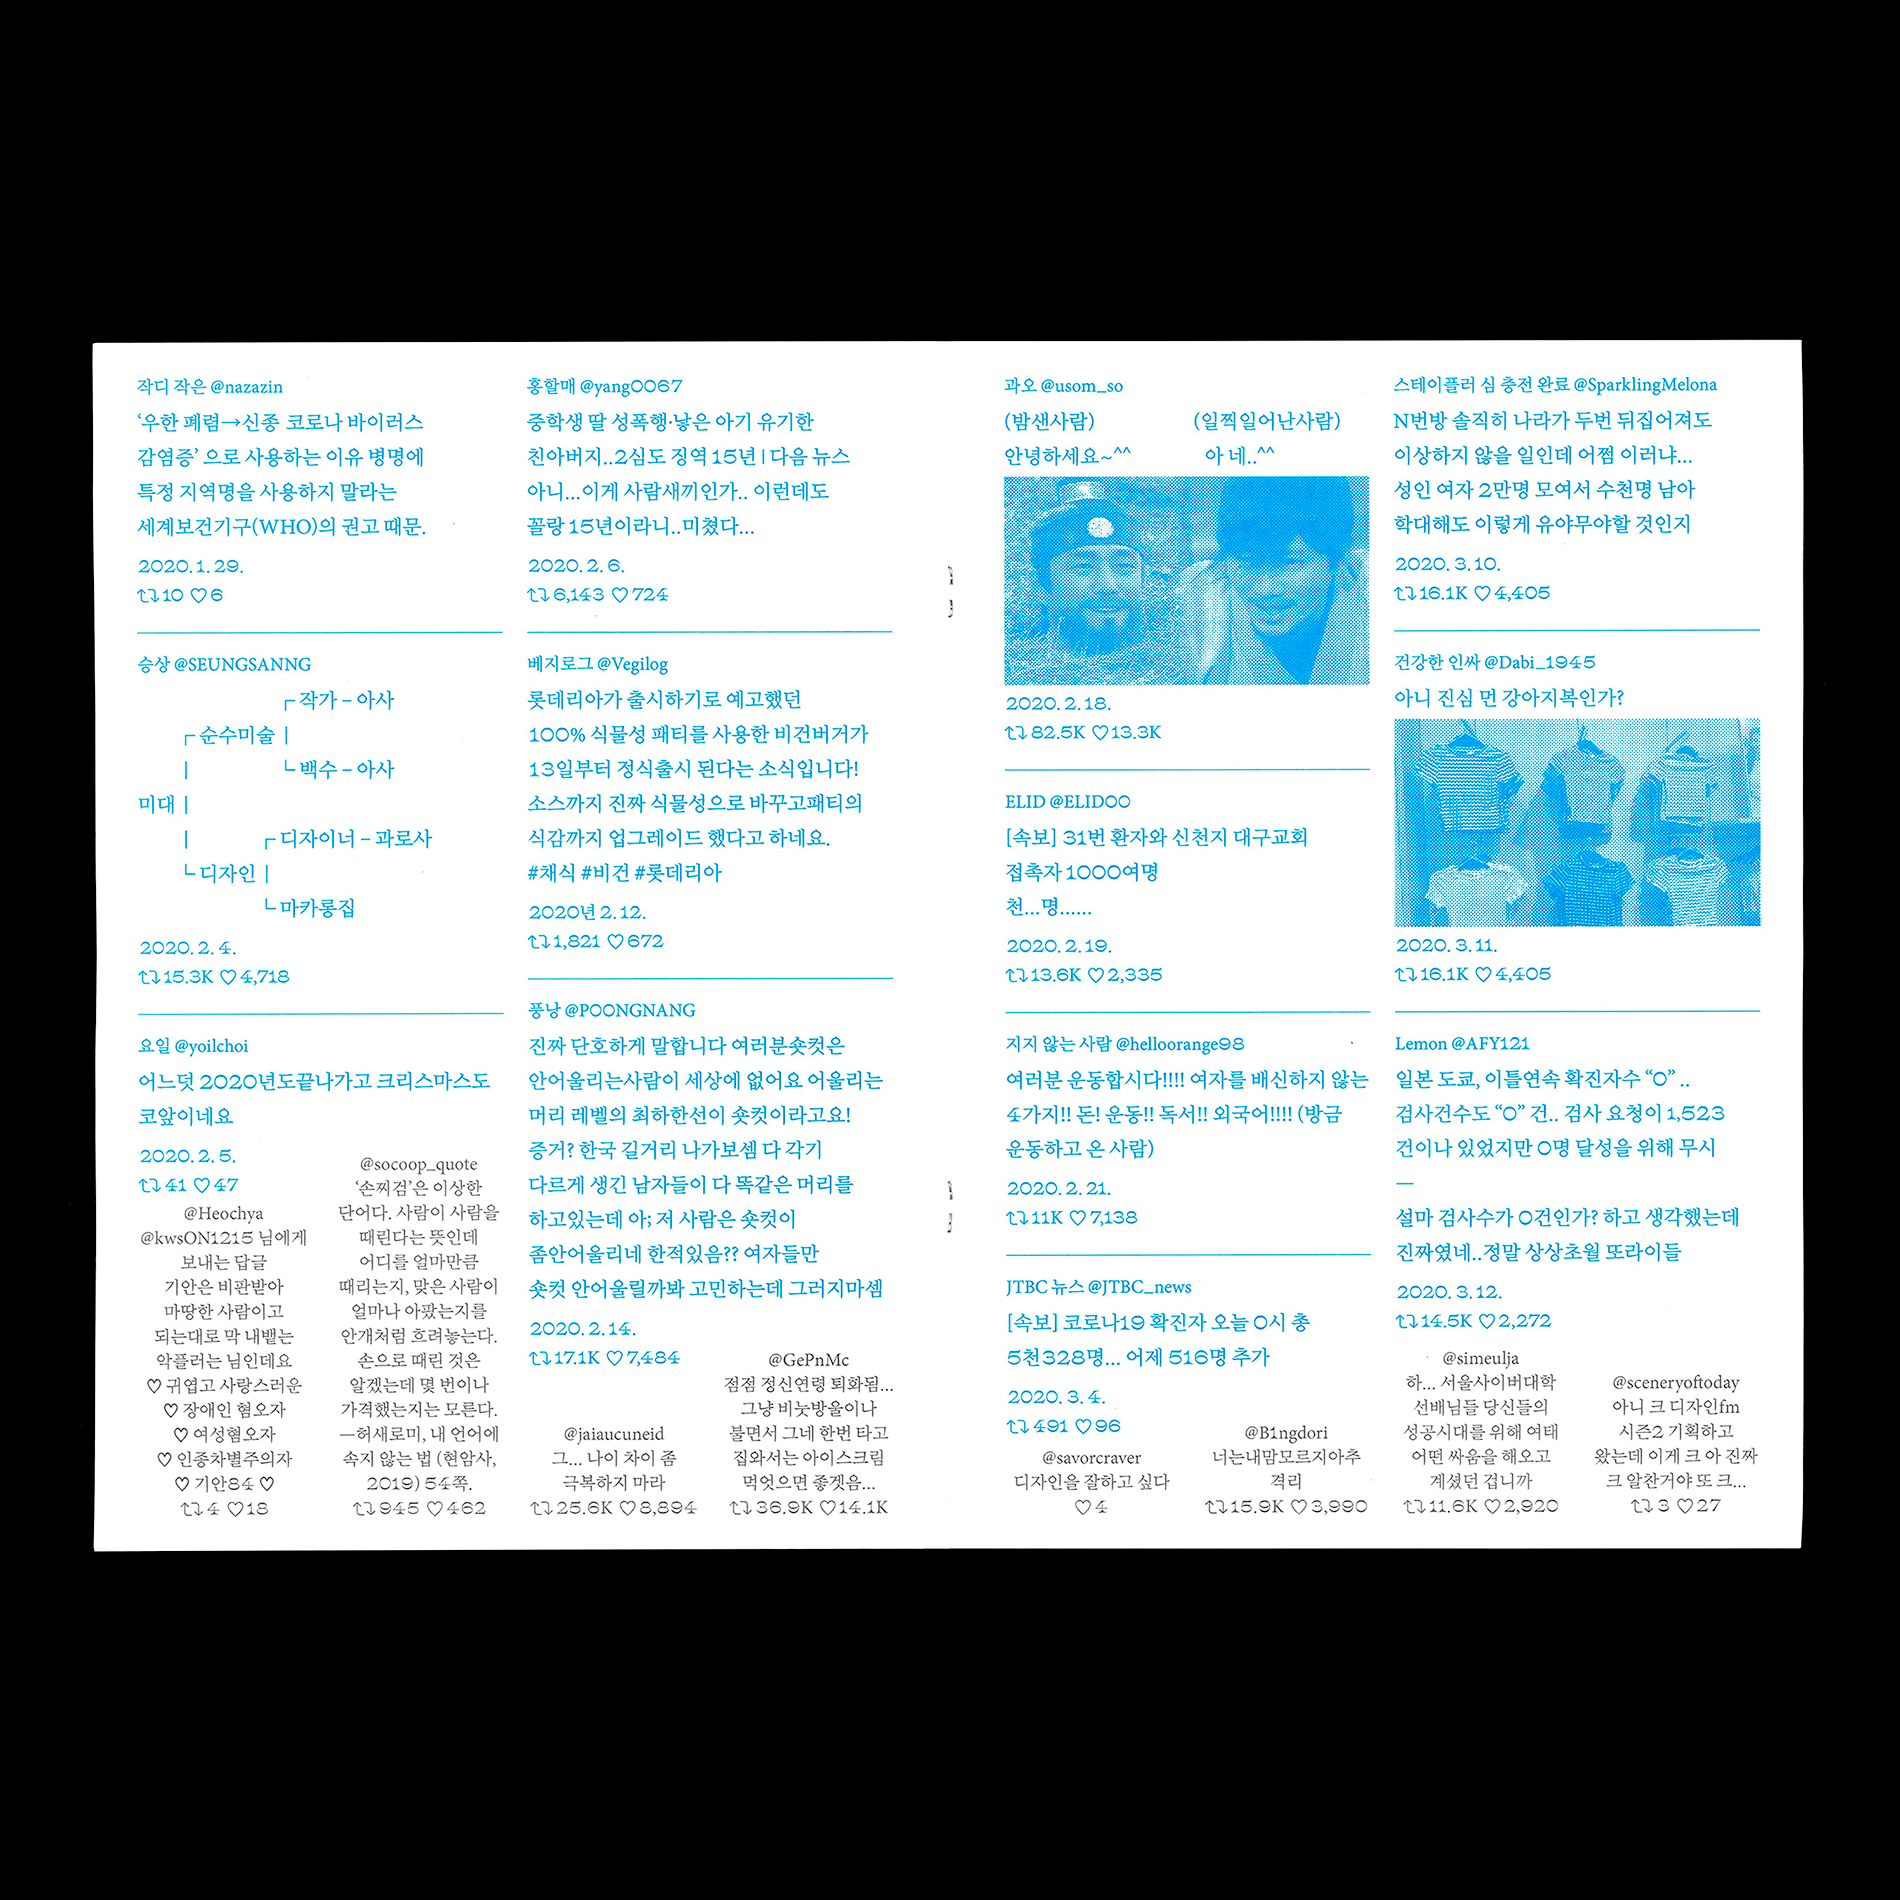 작디 작은 @nazazin
‘우한 폐렴→신종 코로나 바이러스
감염증’ 으로 사용하는 이유 병명에
특정 지역명을 사용하지 말라는
세계보건기구(WHO)의 권고 때문.
2020. 1. 29.
10 ♡ 6
승상 @SEUNGSANNG
┌ 작가 – 아사
┌ 순수미술 |
| └ 백수 – 아사
미대 |
| ┌ 디자이너 – 과로사
└ 디자인 |
└ 마카롱집
2020. 2. 4.
15.3K ♡ 4,718
요일 @yoilchoi
어느덧 2020년도끝나가고 크리스마스도
코앞이네요
2020. 2. 5.
41 ♡ 47
@Heochya
@kwsON1215 님에게
보내는 답글
기안은 비판받아
마땅한 사람이고
되는대로 막 내뱉는
악플러는 님인데요
♡ 귀엽고 사랑스러운
♡ 장애인 혐오자
♡ 여성혐오자
♡ 인종차별주의자
♡ 기안84 ♡
4 ♡ 18
@socoop_quote
‘손찌검’은 이상한
단어다. 사람이 사람을
때린다는 뜻인데
어디를 얼마만큼
때리는지, 맞은 사람이
얼마나 아팠는지를
안개처럼 흐려놓는다.
손으로 때린 것은
알겠는데 몇 번이나
가격했는지는 모른다.
—허새로미, 내 언어에
속지 않는 법 (현암사,
2019) 54쪽.
945 ♡ 462
홍할매 @yang0067
중학생 딸 성폭행·낳은 아기 유기한
친아버지..2심도 징역 15년 | 다음 뉴스
아니...이게 사람새끼인가.. 이런데도
꼴랑 15년이라니..미쳤다...
2020. 2. 6.
6,143 ♡ 724
베지로그 @Vegilog
롯데리아가 출시하기로 예고했던
100% 식물성 패티를 사용한 비건버거가
13일부터 정식출시 된다는 소식입니다!
소스까지 진짜 식물성으로 바꾸고패티의
식감까지 업그레이드 했다고 하네요.
#채식 #비건 #롯데리아
2020년 2. 12.
1,821 ♡ 672
풍낭 @POONGNANG
진짜 단호하게 말합니다 여러분숏컷은
안어울리는사람이 세상에 없어요 어울리는
머리 레벨의 최하한선이 숏컷이라고요!
증거? 한국 길거리 나가보셈 다 각기
다르게 생긴 남자들이 다 똑같은 머리를
하고있는데 아; 저 사람은 숏컷이
좀안어울리네 한적있음?? 여자들만
숏컷 안어울릴까봐 고민하는데 그러지마셈
2020. 2. 14.
17.1K ♡ 7,484
@jaiaucuneid
그... 나이 차이 좀
극복하지 마라
25.6K ♡ 8,894
@GePnMc
점점 정신연령 퇴화됨...
그냥 비눗방울이나
불면서 그네 한번 타고
집와서는 아이스크림
먹엇으면 좋겟음...
36.9K ♡ 14.1K
과오 @usom_so
(밤샌사람) (일찍일어난사람)
안녕하세요~^^ 아 네..^^
2020. 2. 18.
82.5K ♡ 13.3K
ELID @ELID00
[속보] 31번 환자와 신천지 대구교회
접촉자 1000여명
천...명......
2020. 2. 19.
13.6K ♡ 2,335
지지 않는 사람 @helloorange98
여러분 운동합시다!!!! 여자를 배신하지 않는
4가지!! 돈! 운동!! 독서!! 외국어!!!! (방금
운동하고 온 사람)
2020. 2. 21.
11K ♡ 7,138
JTBC 뉴스 @JTBC_news
[속보] 코로나19 확진자 오늘 0시 총
5천328명... 어제 516명 추가
2020. 3. 4.
491 ♡ 96
@savorcraver
디자인을 잘하고 싶다
♡ 4
@B1ngdori
너는내맘모르지아추
격리
15.9K ♡ 3,990
스테이플러 심 충전 완료 @SparklingMelona
N번방 솔직히 나라가 두번 뒤집어져도
이상하지 않을 일인데 어쩜 이러냐...
성인 여자 2만명 모여서 수천명 남아
학대해도 이렇게 유야무야할 것인지
2020. 3. 10.
16.1K ♡ 4,405
건강한 인싸 @Dabi_1945
아니 진심 먼 강아지복인가?
2020. 3. 11.
16.1K ♡ 4,405
Lemon @AFY121
일본 도쿄, 이틀연속 확진자수 “0” ..
검사건수도 “0” 건.. 검사 요청이 1,523
건이나 있었지만 0명 달성을 위해 무시
—
설마 검사수가 0건인가? 하고 생각했는데
진짜였네..정말 상상초월 또라이들
2020. 3. 12.
14.5K ♡ 2,272
@simeulja
하... 서울사이버대학
선배님들 당신들의
성공시대를 위해 여태
어떤 싸움을 해오고
계셨던 겁니까
11.6K ♡ 2,920
@sceneryoftoday
아니 크 디자인fm
시즌2 기획하고
왔는데 이게 크 아 진짜
크 알찬거야 또 크...
3 ♡ 27